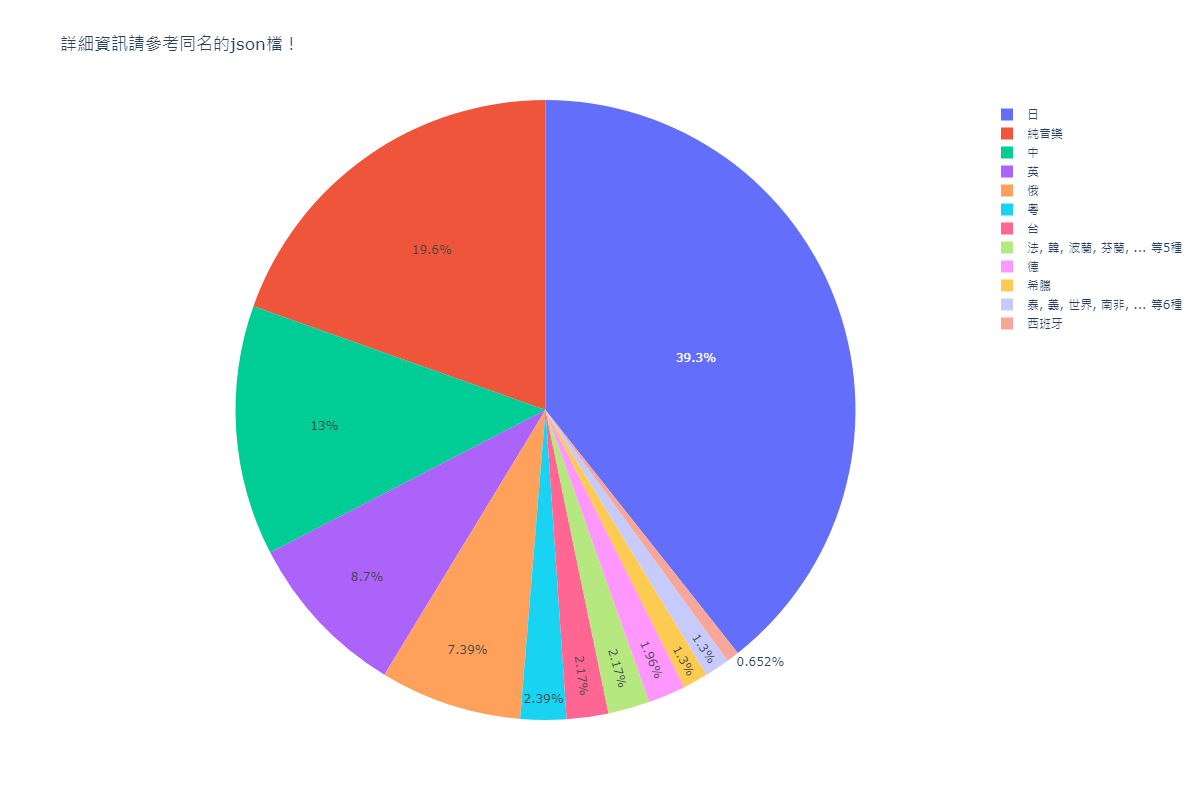 詳細資訊請參考同名的json檔！
日
純音樂
中
英
俄
粵
台
法, 韓, 波蘭, 芬蘭, ... 等5種
德
希臘
泰, 義, 世界, 南非, ... 等6種
西班牙
39.3%
19.6%
13%
8.7%
7.39%
2.39%
2.17%
2.17%
1.96%
1.3%
1.3%
0.652%